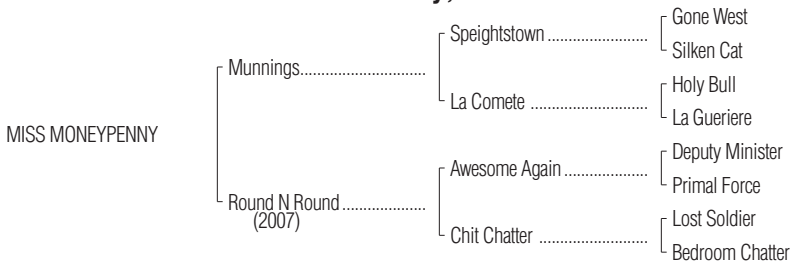 Gone West
Speightstown
Silken Cat
Munnings
Holy Bull
La Comete
La Gueriere
MISS MONEYPENNY
Deputy Minister
Awesome Again
Primal Force
Round N Round
(2007)
Lost Soldier
Chit Chatter
Bedroom Chatter